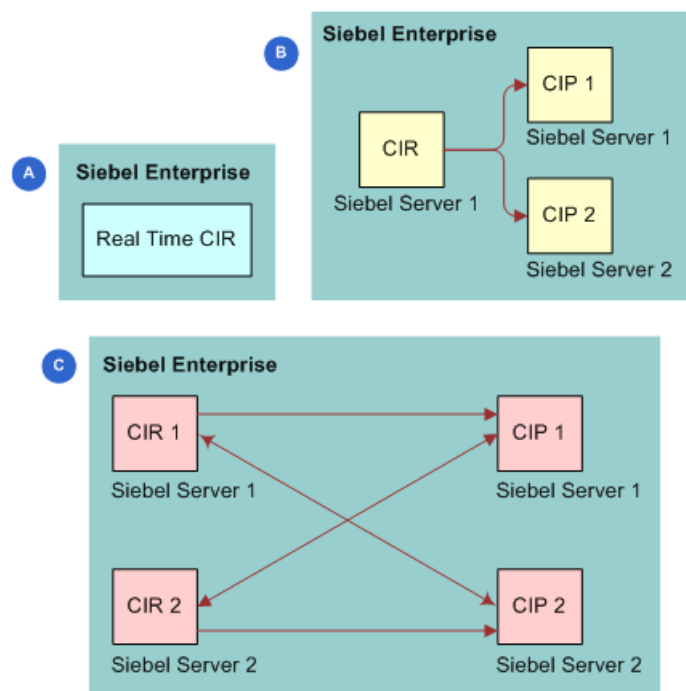 A
Siebel Enterprise
Real Time CIR
B
Siebel Enterprise
CIR
Siebel Server 1
CIP 1
Siebel Server 1
CIP 2
Siebel Server 2
C
Siebel Enterprise
CIR 1
Siebel Server 1
CIP 1
Siebel Server 1
CIR 2
Siebel Server 2
CIP 2
Siebel Server 2